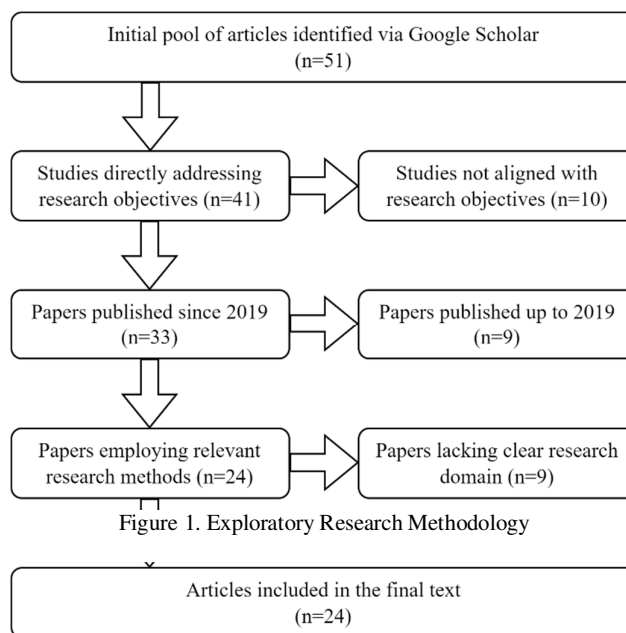 Initial pool of articles identified via Google Scholar
(n=51)
Studies directly addressing
research objectives (n=41)
Studies not aligned with
research objectives (n=10)
Papers published since 2019
(n=33)
Papers published up to 2019
(n=9)
Papers employing relevant
research methods (n=24)
Papers lacking clear research
domain (n=9)
Figure 1. Exploratory Research Methodology
Articles included in the final text
(n=24)